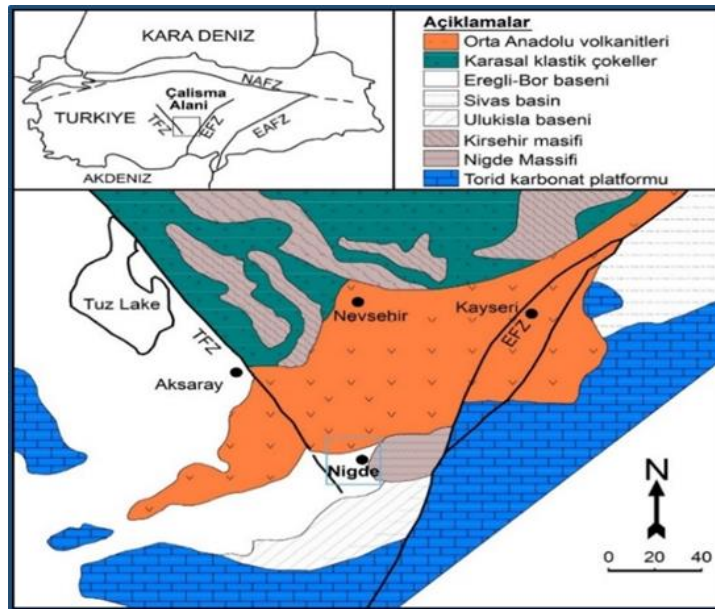 KARA DENIZ
NAFZ
Çalisma
Alani
TURKIYE
TFZ
EFZ
EAFZ
AKDENIZ
Açiklamalar
Orta Anadolu volkanitleri
Karasal klastik çokeller
Eregli-Bor baseni
Sivas basin
Ulukisla baseni
Kirsehir masifi
Nigde Massifi
Torid karbonat platformu
Tuz Lake
Nevsehir
Kayseri
TFZ
EFZ
Aksaray
Nigde
N
0 20 40